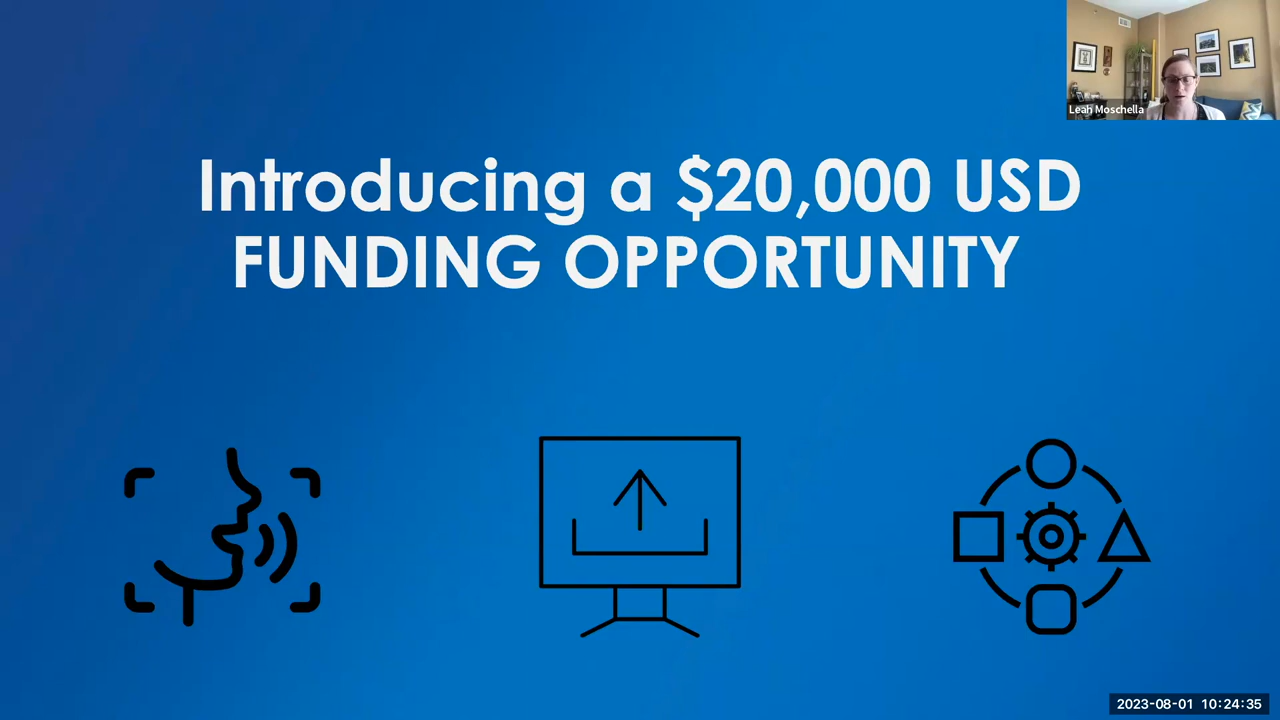 Leah Moschella
Introducing a $20,000 USD
FUNDING OPPORTUNITY
2023-08-01 10:24:35